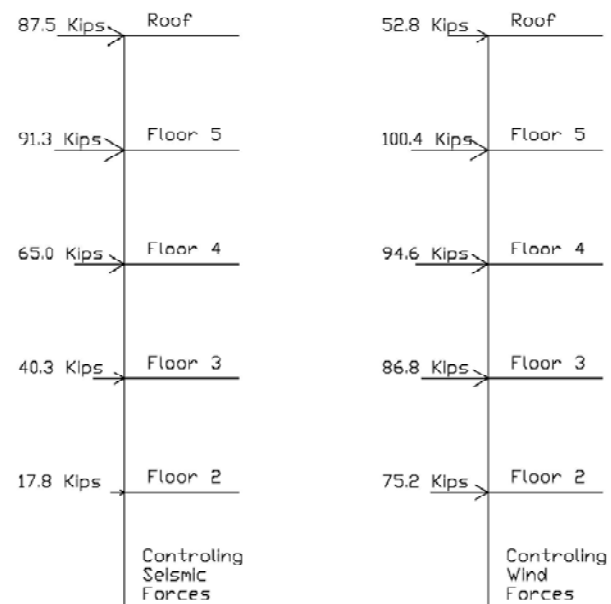 87.5 Kips
Roof
91.3 Kips
Floor 5
65.0 Kips
Floor 4
40.3 Kips
Floor 3
17.8 Kips
Floor 2
Controling
Seismic
Forces
52.8 Kips
Roof
100.4 Kips
Floor 5
94.6 Kips
Floor 4
86.8 Kips
Floor 3
75.2 Kips
Floor 2
Controling
Wind
Forces